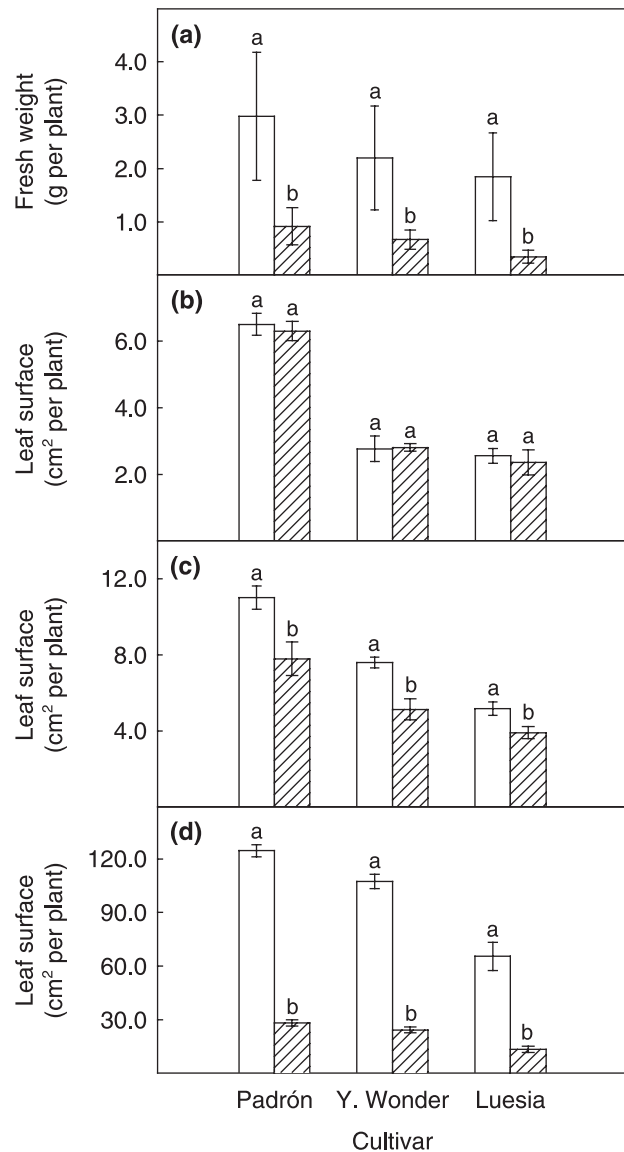 (a)
Fresh weight
(g per plant)
4.0
3.0
2.0
1.0
a
b
a
b
a
b
(b)
Leaf surface
(cm² per plant)
6.0
4.0
2.0
a
a
a
a
a
a
(c)
Leaf surface
(cm² per plant)
12.0
8.0
4.0
a
b
a
b
a
b
(d)
Leaf surface
(cm² per plant)
120.0
90.0
60.0
30.0
a
b
a
b
a
b
Padrón Y. Wonder Luesia
Cultivar